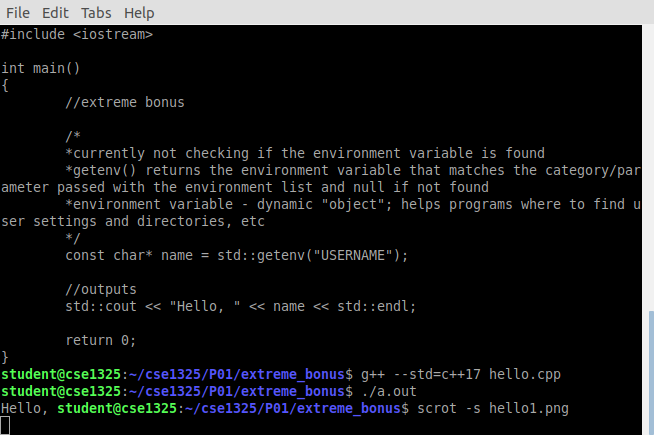 File Edit Tabs Help
#include <iostream>
int main()
{
//extreme bonus
/*
*currently not checking if the environment variable is found
*getenv() returns the environment variable that matches the category/par
ameter passed with the environment list and null if not found
*environment variable - dynamic "object"; helps programs where to find u
ser settings and directories, etc
*/
const char* name = std::getenv("USERNAME");
//outputs
std::cout << "Hello, " << name << std::endl;
return 0;
}
student@cse1325:~/cse1325/P01/extreme_bonus$ g++ --std=c++17 hello.cpp
student@cse1325:~/cse1325/P01/extreme_bonus$ ./a.out
Hello, student@cse1325:~/cse1325/P01/extreme_bonus$ scrot -s hello1.png